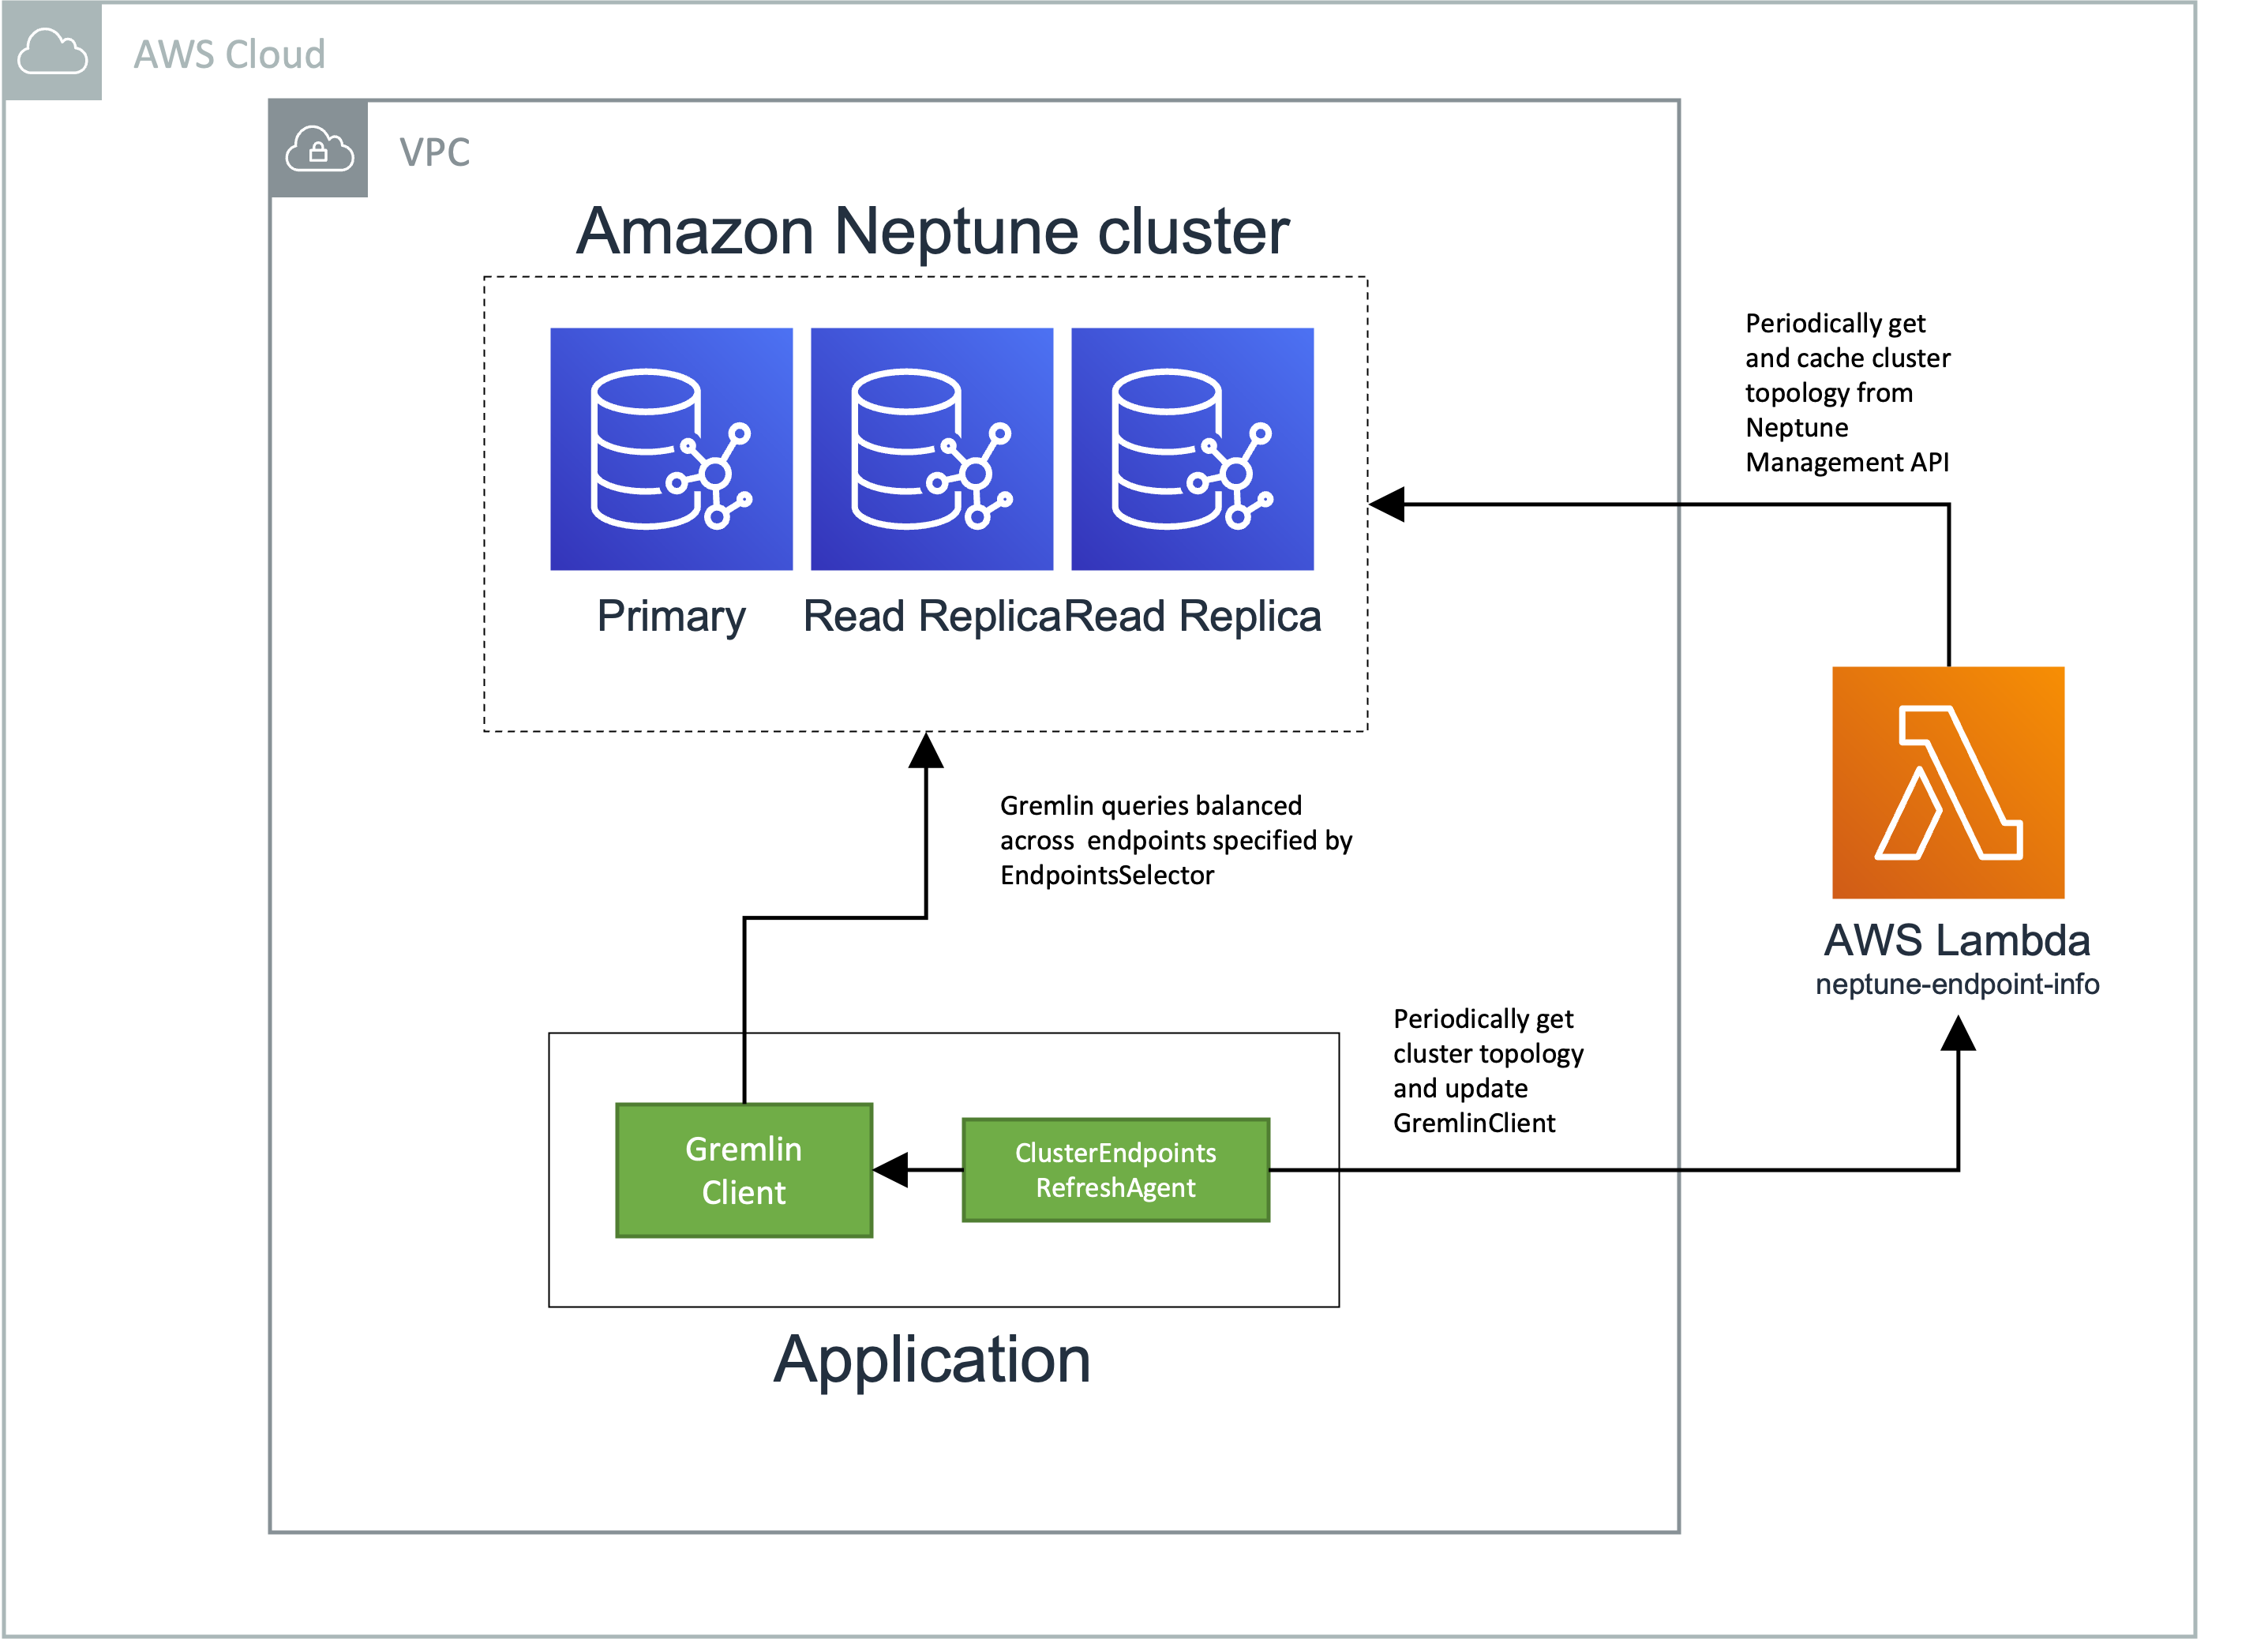 AWS Cloud
VPC
Amazon Neptune cluster
Primary
Read Replica
Read Replica
Periodically get
and cache cluster
topology from
Neptune
Management API
Gremlin queries balanced
across  endpoints specified by
EndpointsSelector
AWS Lambda
neptune-endpoint-info
Periodically get
cluster topology
and update
GremlinClient
Gremlin
Client
ClusterEndpoints
RefreshAgent
Application